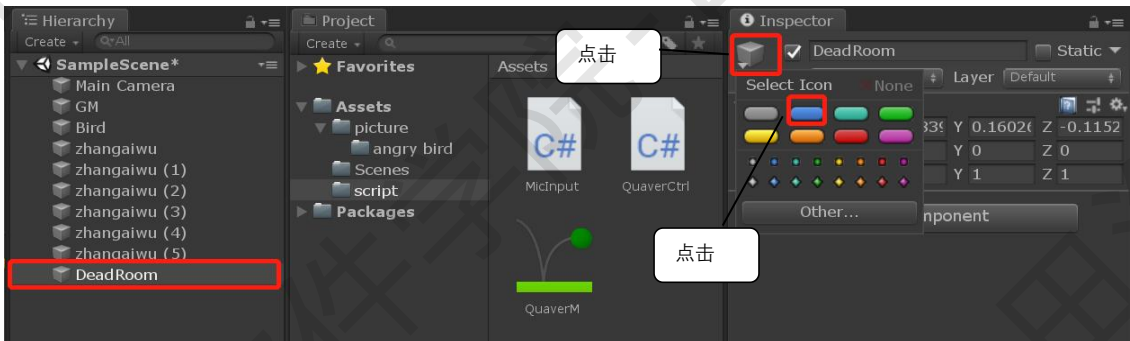 Hierarchy
Create
Q▾All
SampleScene*
Main Camera
GM
Bird
zhangaiwu
zhangaiwu (1)
zhangaiwu (2)
zhangaiwu (3)
zhangaiwu (4)
zhangaiwu (5)
DeadRoom
Project
Create
Favorites
Assets
picture
angry bird
Scenes
script
Packages
Assets
C#
C#
MicInput
QuaverCtrl
QuaverM
点击
点击
Inspector
DeadRoom
Static
Layer Default
Select Icon
None
Y 0.1602 Z -0.1152
Y 0 Z 0
Y 1 Z 1
Other...
mponent